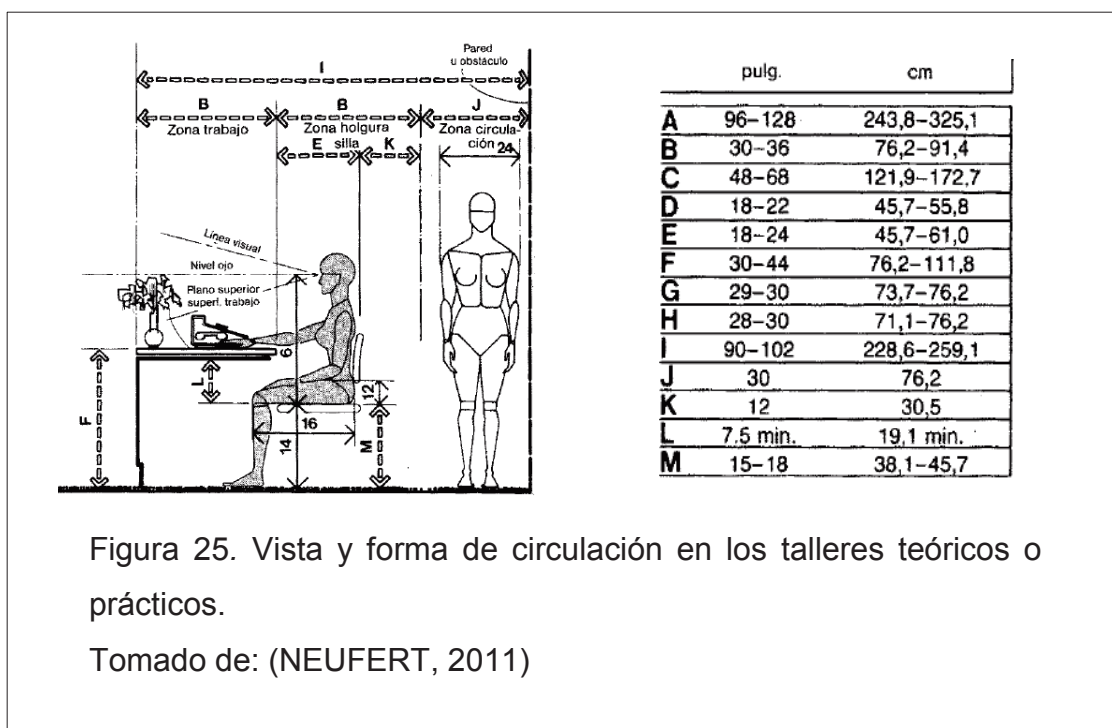 Pared
u obstáculo
I
B
B
J
Zona trabajo
Zona holgura
silla
Zona circula-
ción
24
E
K
Línea visual
Nivel ojo
Plano superior
superf. trabajo
6
L
12
F
16
14
M
pulg. cm
A 96–128 243,8–325,1
B 30–36 76,2–91,4
C 48–68 121,9–172,7
D 18–22 45,7–55,8
E 18–24 45,7–61,0
F 30–44 76,2–111,8
G 29–30 73,7–76,2
H 28–30 71,1–76,2
I 90–102 228,6–259,1
J 30 76,2
K 12 30,5
L 7.5 min. 19,1 min.
M 15–18 38,1–45,7
Figura 25. Vista y forma de circulación en los talleres teóricos o
prácticos.
Tomado de: (NEUFERT, 2011)